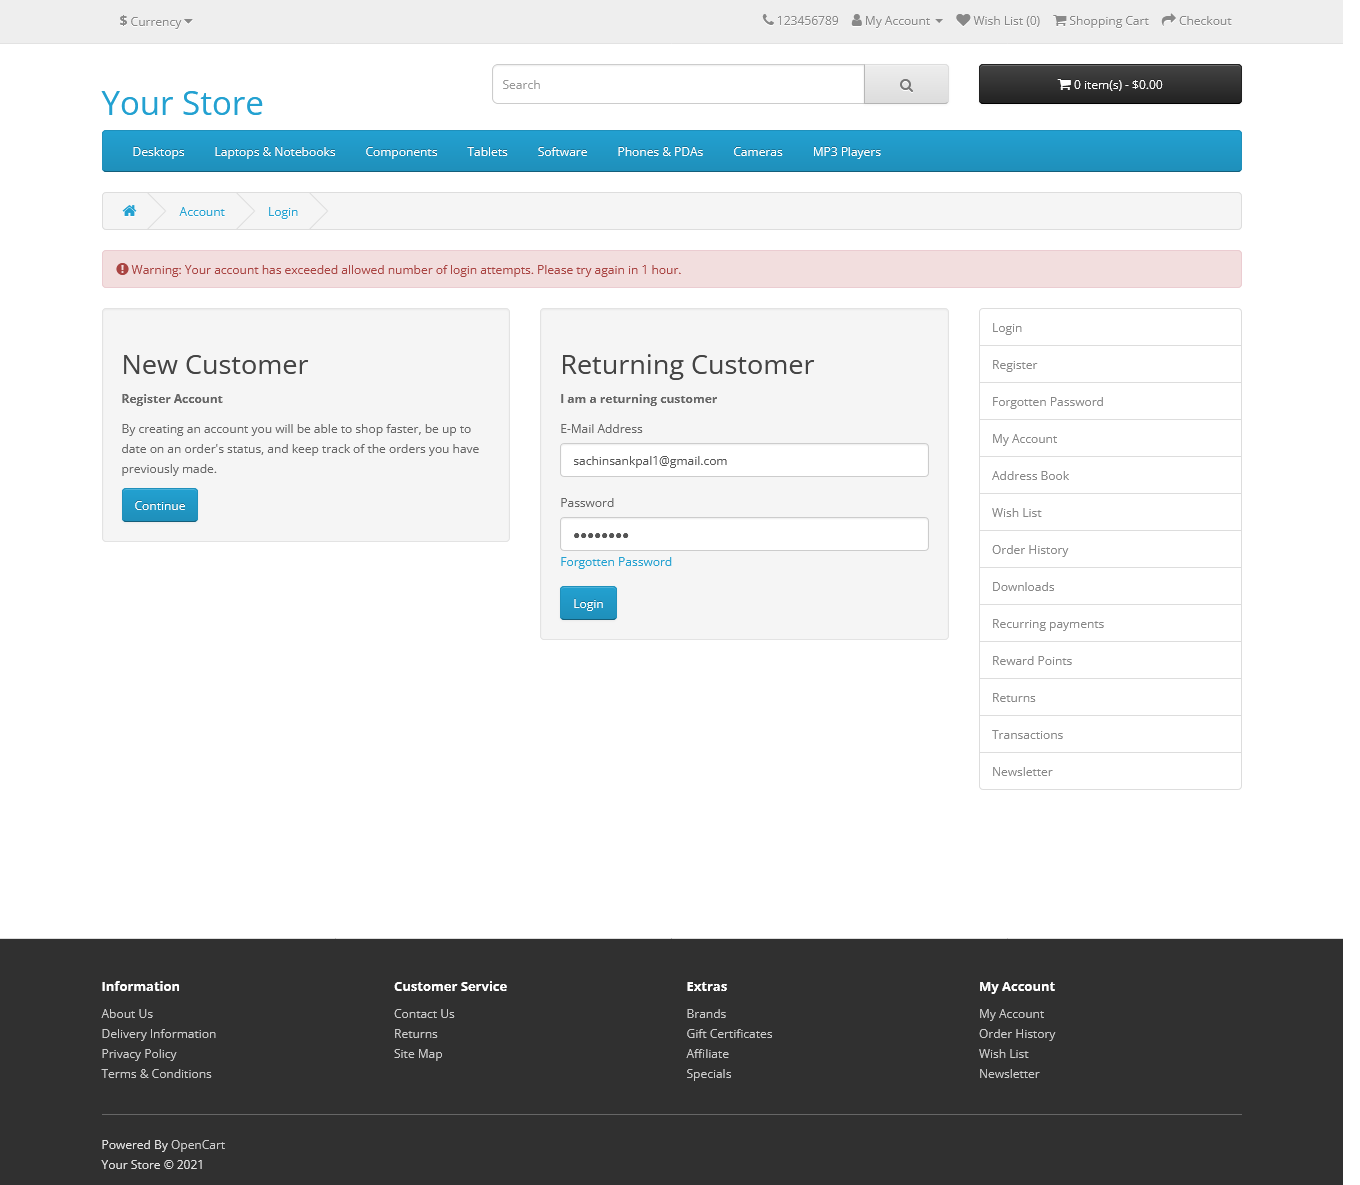 $ Currency
123456789 My Account Wish List (0) Shopping Cart Checkout
Your Store
Search
0 item(s) - $0.00
Desktops Laptops & Notebooks Components Tablets Software Phones & PDAs Cameras MP3 Players
Account Login
Warning: Your account has exceeded allowed number of login attempts. Please try again in 1 hour.
New Customer
Register Account
By creating an account you will be able to shop faster, be up to
date on an order's status, and keep track of the orders you have
previously made.
Continue
Returning Customer
I am a returning customer
E-Mail Address
sachinsankpal1@gmail.com
Password
••••••••
Forgotten Password
Login
Login
Register
Forgotten Password
My Account
Address Book
Wish List
Order History
Downloads
Recurring payments
Reward Points
Returns
Transactions
Newsletter
Information
About Us
Delivery Information
Privacy Policy
Terms & Conditions
Customer Service
Contact Us
Returns
Site Map
Extras
Brands
Gift Certificates
Affiliate
Specials
My Account
My Account
Order History
Wish List
Newsletter
Powered By OpenCart
Your Store © 2021